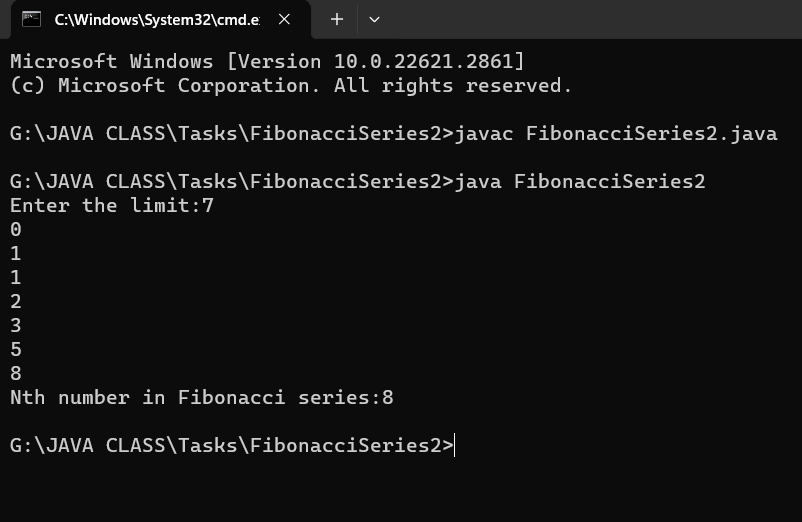 C:\Windows\System32\cmd.e
Microsoft Windows [Version 10.0.22621.2861]
(c) Microsoft Corporation. All rights reserved.
G:\JAVA CLASS\Tasks\FibonacciSeries2>javac FibonacciSeries2.java
G:\JAVA CLASS\Tasks\FibonacciSeries2>java FibonacciSeries2
Enter the limit:7
0
1
1
2
3
5
8
Nth number in Fibonacci series:8
G:\JAVA CLASS\Tasks\FibonacciSeries2>